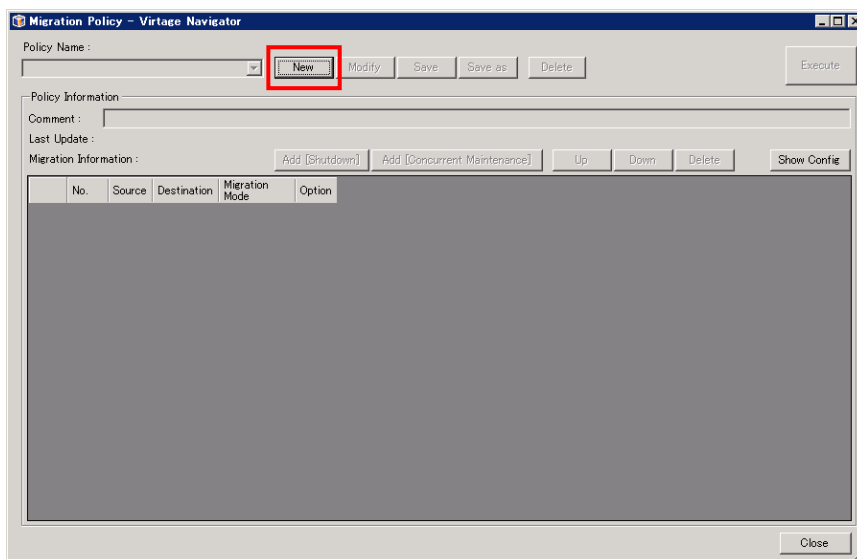 Migration Policy - Virtage Navigator
Policy Name :
New Modify Save Save as Delete Execute
Policy Information
Comment :
Last Update :
Migration Information : Add [Shutdown] Add [Concurrent Maintenance] Up Down Delete Show Config
No. Source Destination Migration Mode Option
Close